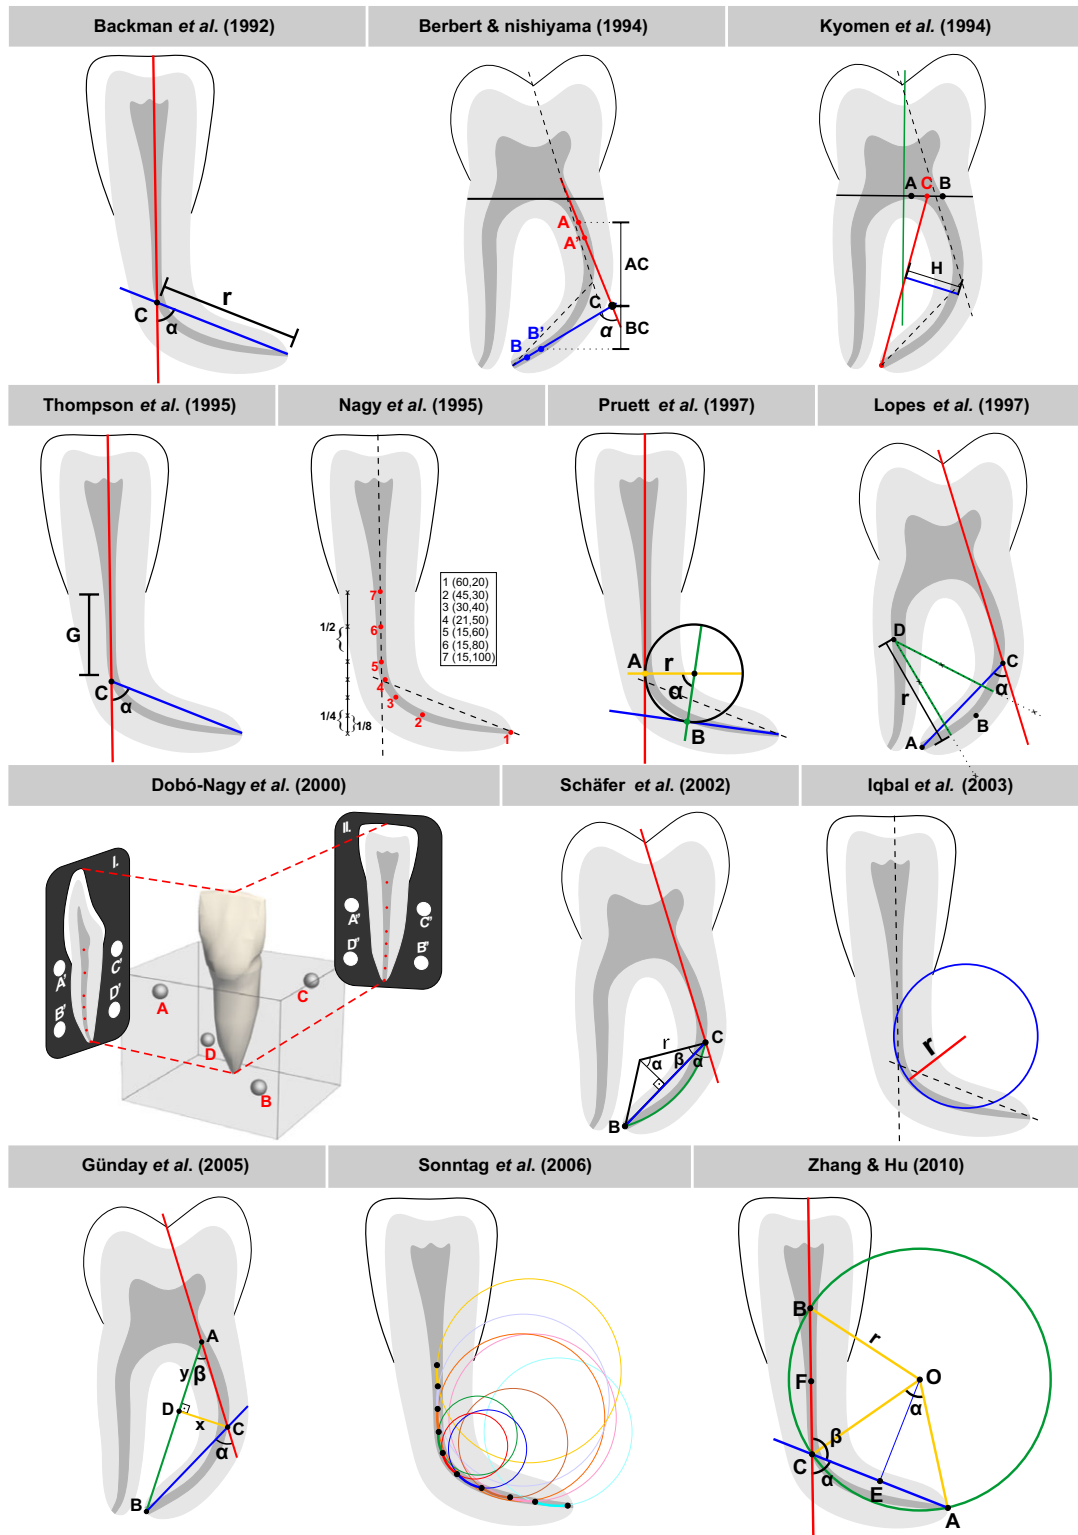 Backman et al. (1992)
Berbert & nishiyama (1994)
Kyomen et al. (1994)
C
α
r
A
A'
AC
C
α
BC
B'
B
A
C
B
H
Thompson et al. (1995)
Nagy et al. (1995)
Pruett et al. (1997)
Lopes et al. (1997)
G
C
α
1/2
1/4
1/8
7
6
5
4
3
2
1
1 (60,20)
2 (45,30)
3 (30,40)
4 (21,50)
5 (15,60)
6 (15,80)
7 (15,100)
A
r
α
B
D
C
α
r
B
A
Dobó-Nagy et al. (2000)
Schäfer et al. (2002)
Iqbal et al. (2003)
I.
A'
B'
C'
D'
II.
A"
D"
C"
B"
A
C
D
B
C
r
β
α
α
B
r
Günday et al. (2005)
Sonntag et al. (2006)
Zhang & Hu (2010)
A
y
β
D
x
C
α
B
B
r
F
O
α
β
C
α
E
A